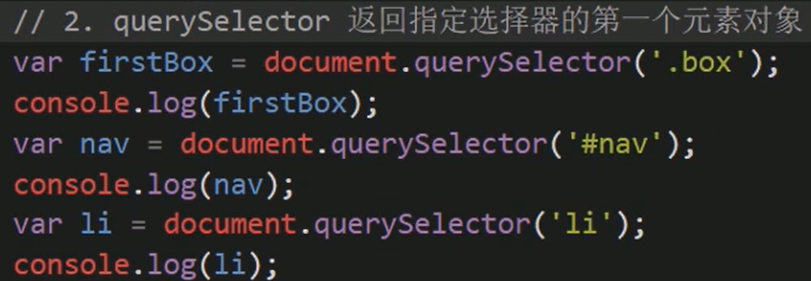 // 2. querySelector 返回指定选择器的第一个元素对象
var firstBox = document.querySelector('.box');
console.log(firstBox);
var nav = document.querySelector('#nav');
console.log(nav);
var li = document.querySelector('li');
console.log(li);